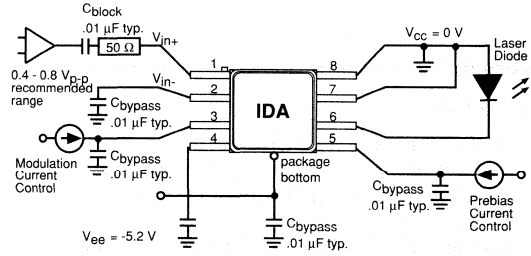 Cblock
.01 µF typ.
50 Ω
Vin+
Vcc = 0 V
Laser
Diode
0.4 - 0.8 Vp-p
recommended
range
Vin-
1
2
3
4
8
7
6
5
IDA
Cbypass
.01 µF typ.
Modulation
Current
Control
Cbypass
.01 µF typ.
package
bottom
Cbypass
.01 µF typ.
Prebias
Current
Control
Vee = -5.2 V
Cbypass
.01 µF typ.